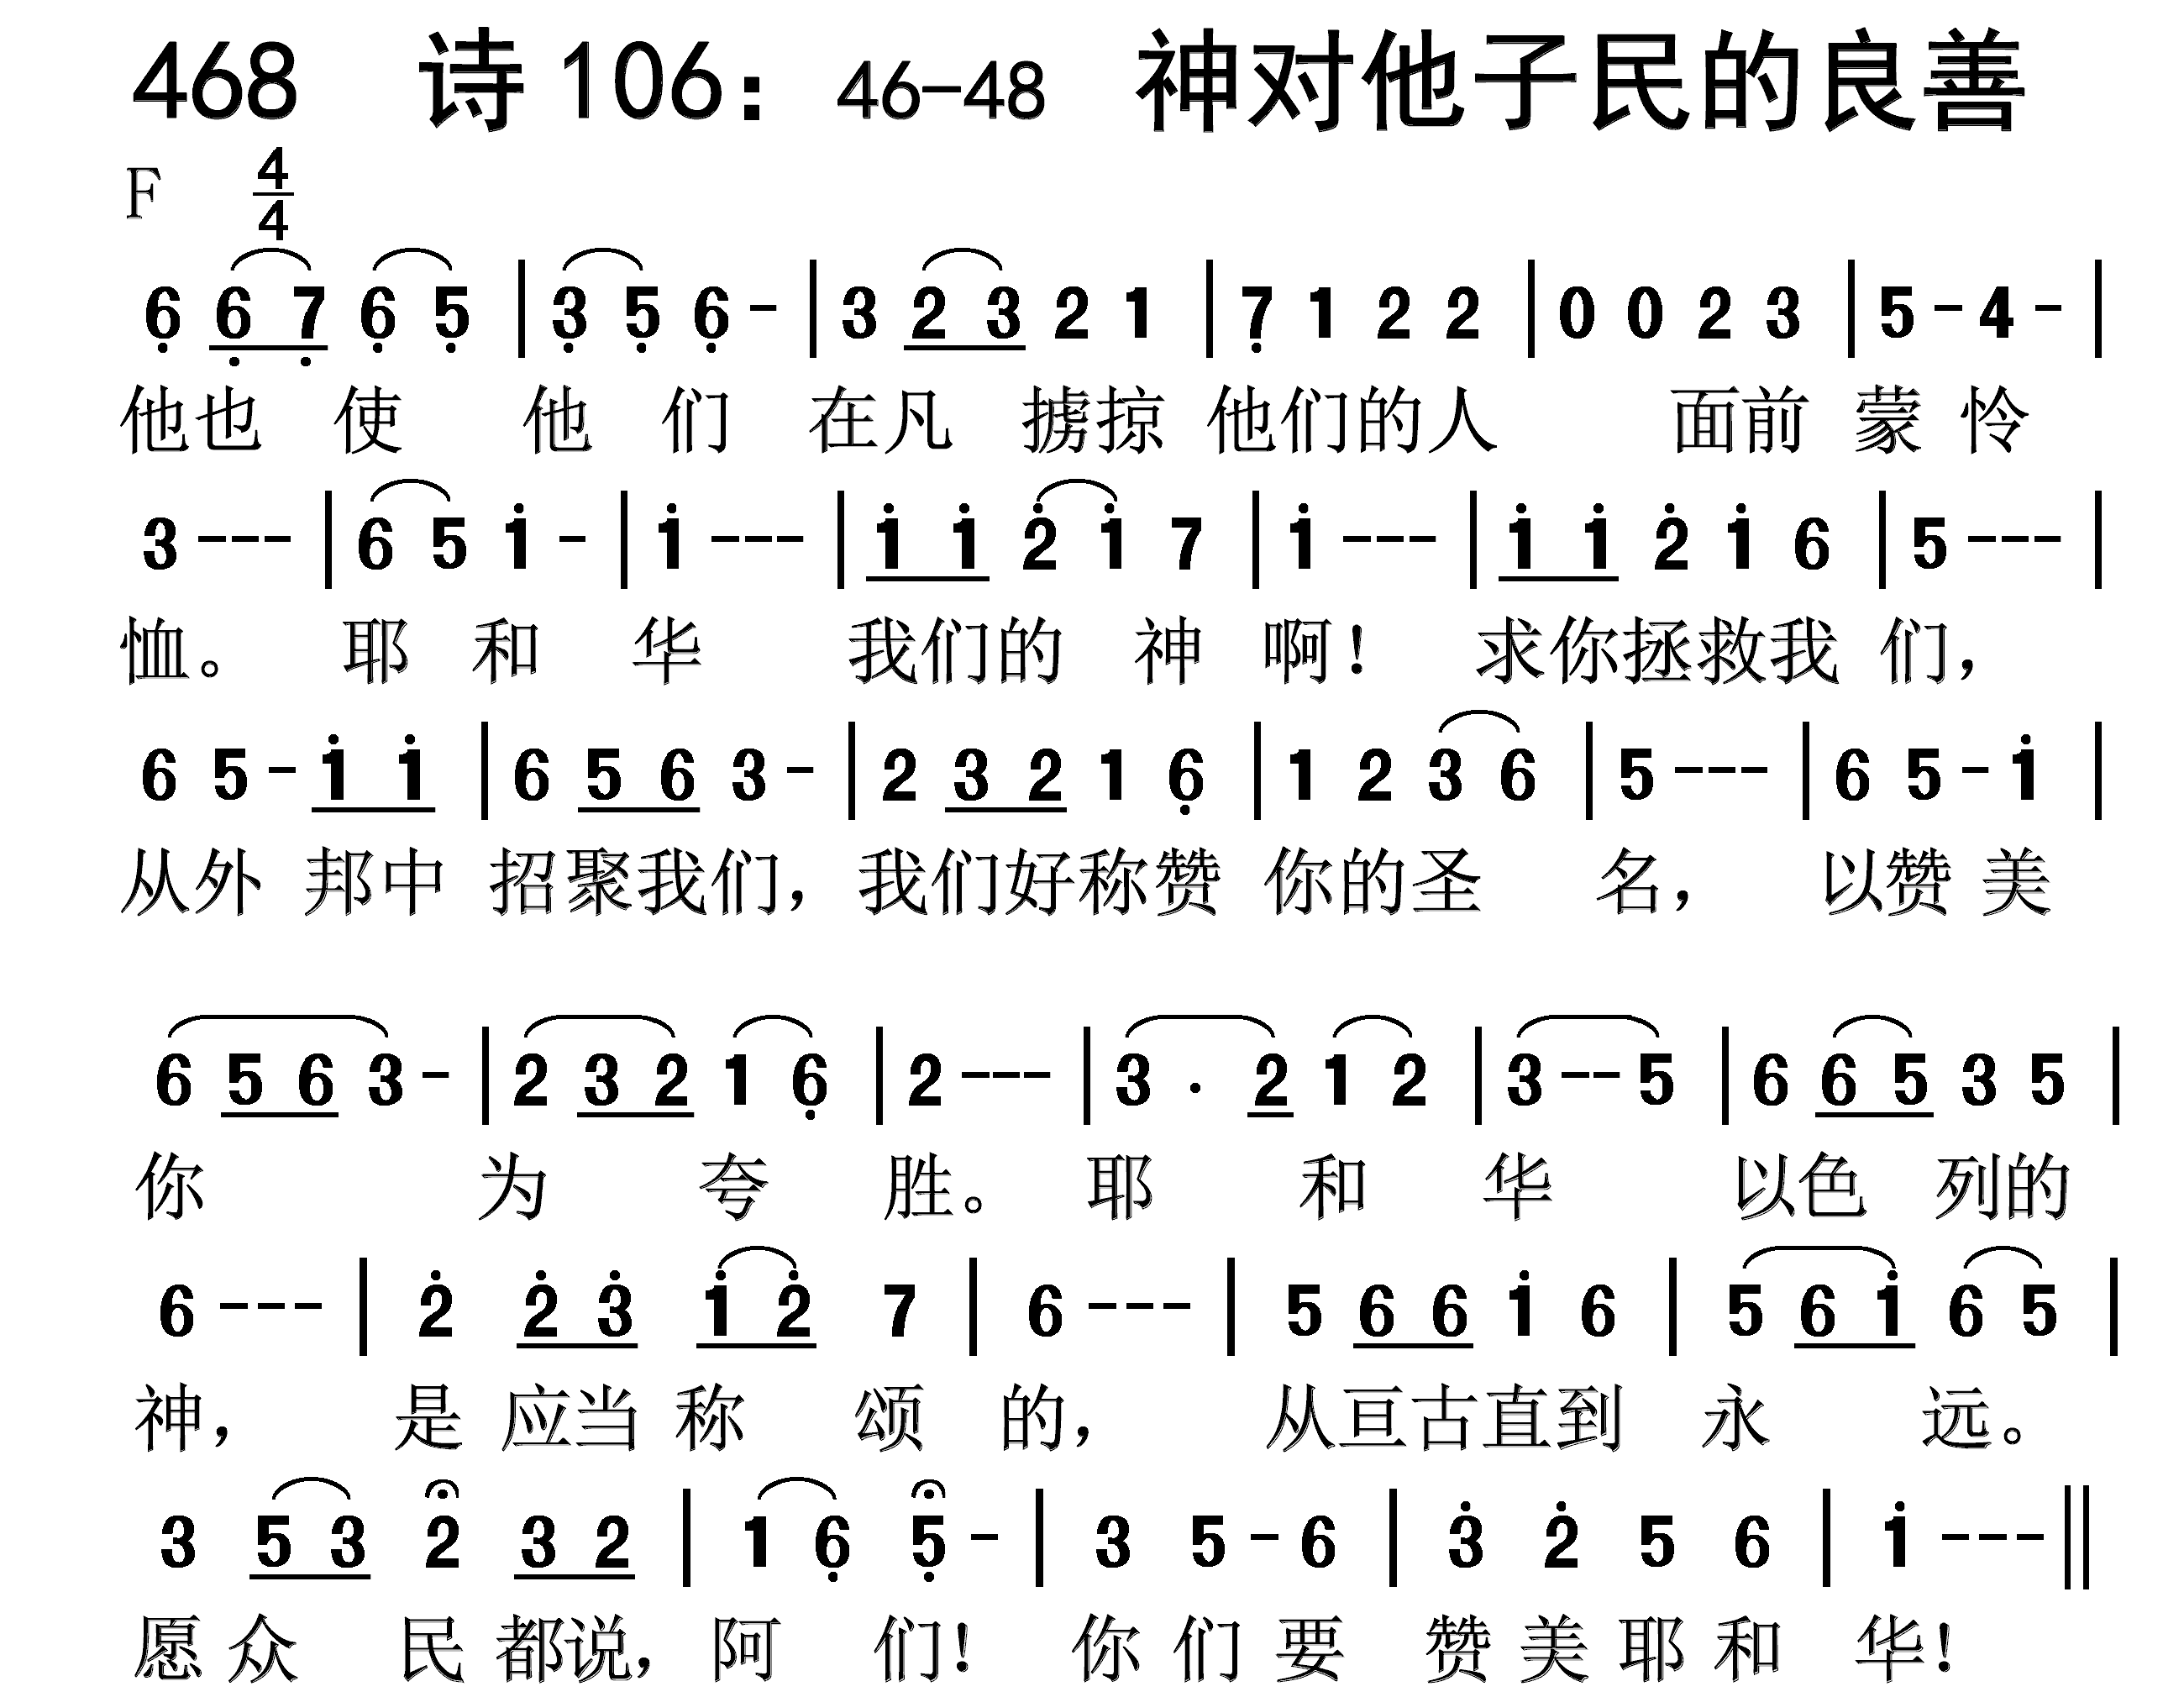 468 诗106：46-48 神对他子民的良善
F 4/4
6̣ 6̣ 7̣ 6̣ 5̣ | 3̣ 5̣ 6̣ - | 3 2 3 2 1 | 7̣ 1 2 2 | 0 0 2 3 | 5 - 4 - |
他也 使 他 们 在凡 掳掠 他们的人 面前 蒙 怜
3 - - - | 6 5 1̇ - | 1̇ - - - | 1̇ 1̇ 2̇ 1̇ 7 | 1̇ - - - | 1̇ 1̇ 2̇ 1̇ 6 | 5 - - - |
恤。 耶 和 华 我们的 神 啊！ 求你拯救我 们，
6 5 - 1̇ 1̇ | 6 5 6 3 - | 2 3 2 1 6̣ | 1 2 3 6 | 5 - - - | 6 5 - 1̇ |
从外 邦中 招聚我们，我们好称赞 你的圣 名， 以赞 美
6 5 6 3 - | 2 3 2 1 6̣ | 2 - - - | 3 · 2 1 2 | 3 - - 5 | 6 6 5 3 5 |
你 为 夸 胜。 耶 和 华 以色 列的
6 - - - | 2̇ 2̇ 3̇ 1̇ 2̇ 7 | 6 - - - | 5 6 6 1̇ 6 | 5 6 1̇ 6 5 |
神， 是 应当 称 颂 的， 从亘古直到 永 远。
3 5 3 2 3 2 | 1 6̣ 5̣ - | 3 5 - 6 | 3̇ 2̇ 5 6 | 1̇ - - - ||
愿 众 民 都说， 阿 们！ 你 们 要 赞 美 耶 和 华！